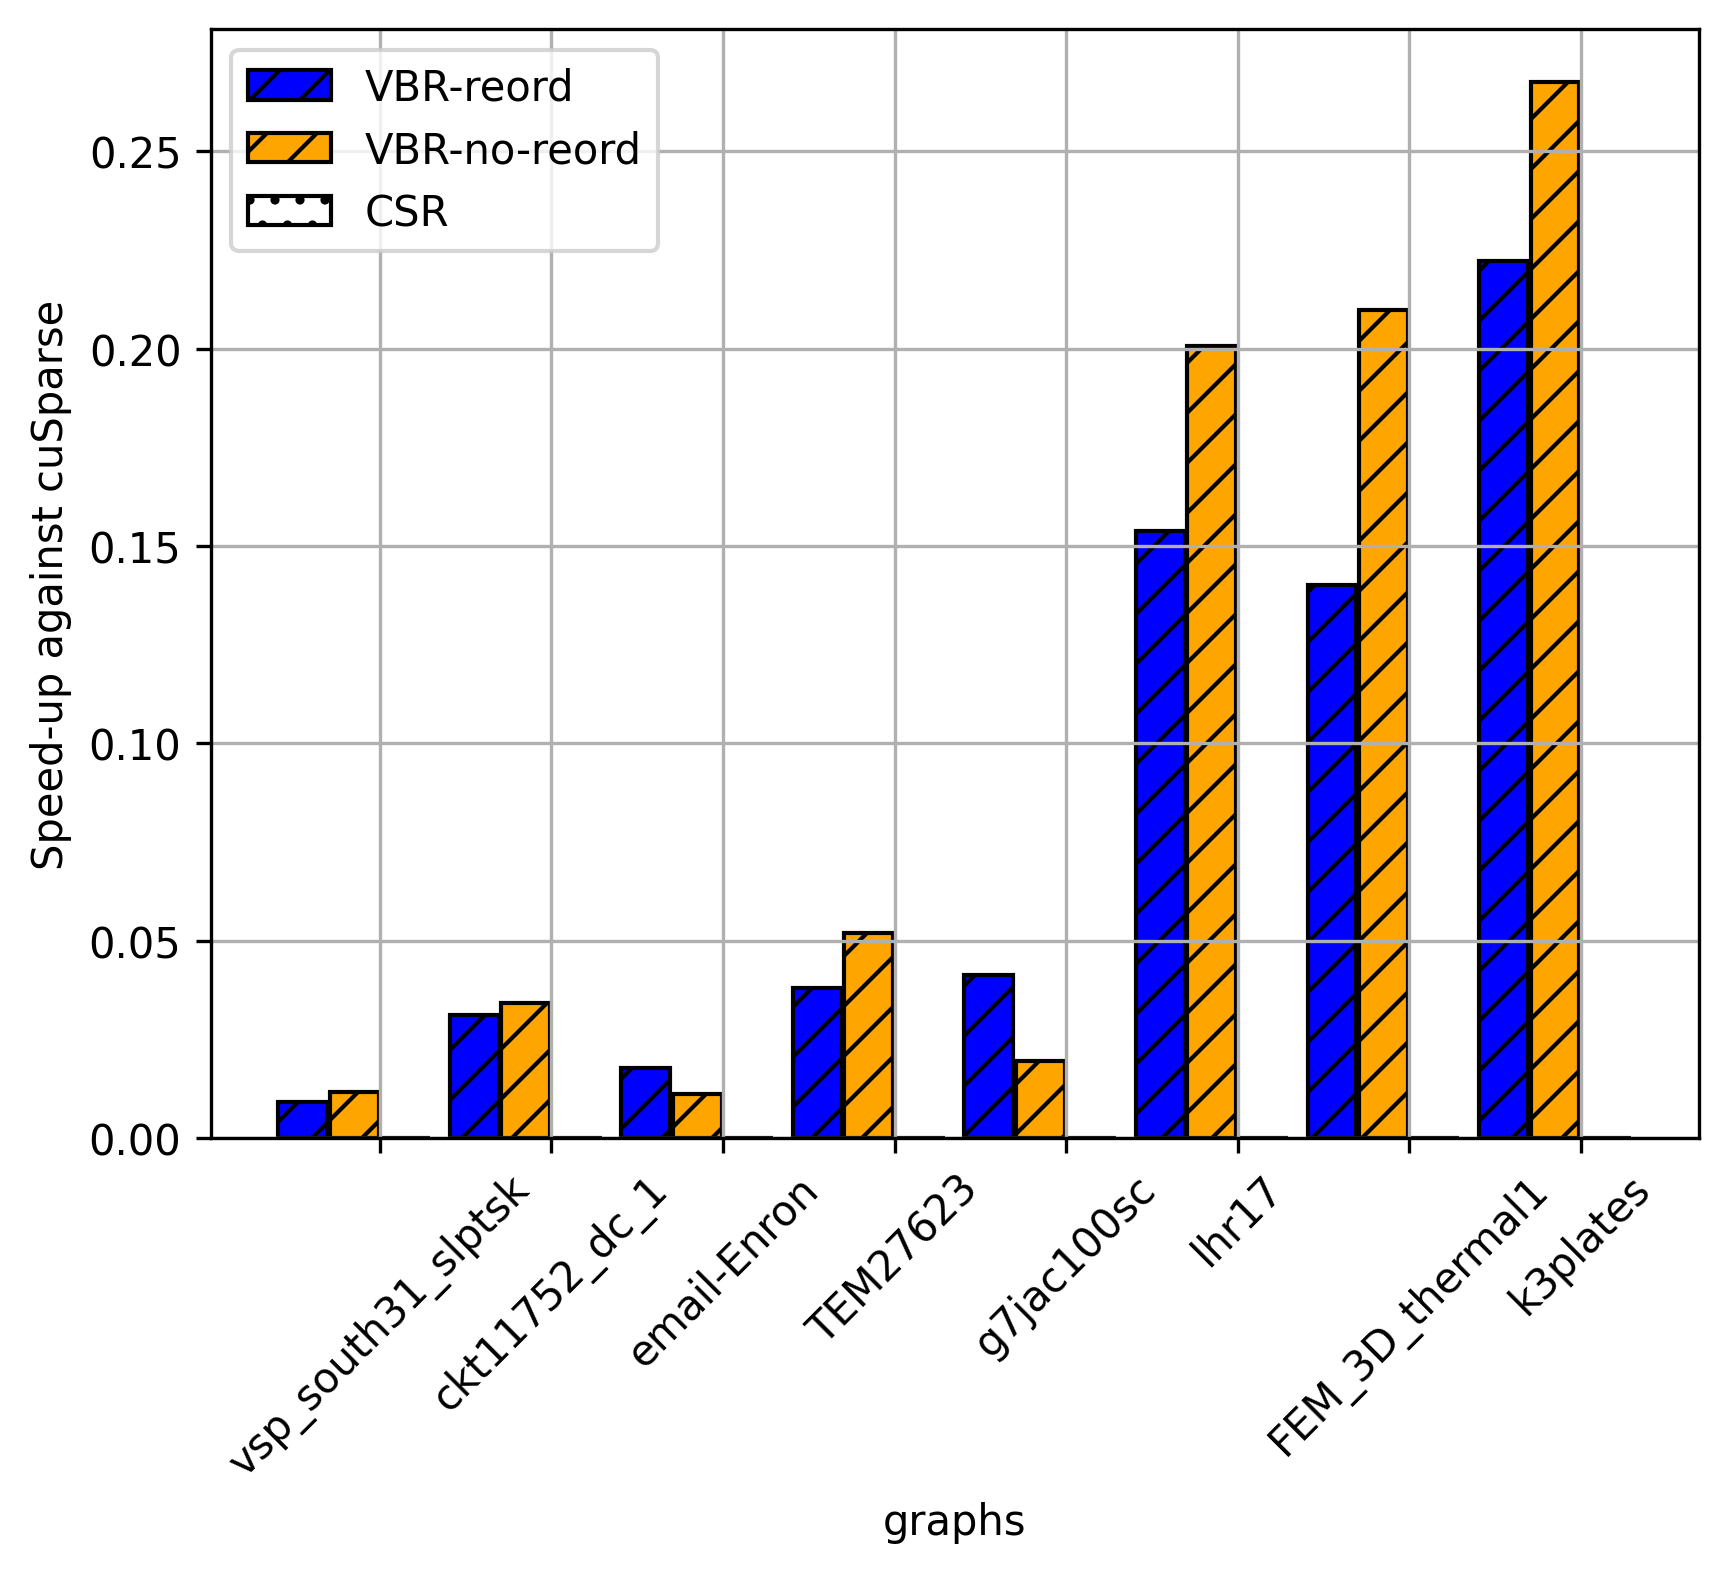 VBR-reord
VBR-no-reord
CSR
Speed-up against cuSparse
0.25
0.20
0.15
0.10
0.05
0.00
vsp_south31_slptsk
ckt11752_dc_1
email-Enron
TEM27623
g7jac100sc
lhr17
FEM_3D_thermal1
k3plates
graphs